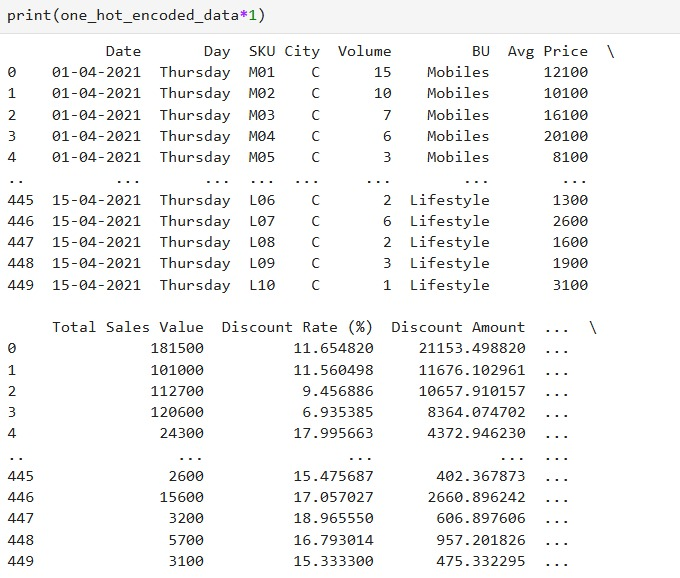 print(one_hot_encoded_data*1)
Date Day SKU City Volume BU Avg Price \
0 01-04-2021 Thursday M01 C 15 Mobiles 12100
1 01-04-2021 Thursday M02 C 10 Mobiles 10100
2 01-04-2021 Thursday M03 C 7 Mobiles 16100
3 01-04-2021 Thursday M04 C 6 Mobiles 20100
4 01-04-2021 Thursday M05 C 3 Mobiles 8100
.. ... ... ... ... ... ... ...
445 15-04-2021 Thursday L06 C 2 Lifestyle 1300
446 15-04-2021 Thursday L07 C 6 Lifestyle 2600
447 15-04-2021 Thursday L08 C 2 Lifestyle 1600
448 15-04-2021 Thursday L09 C 3 Lifestyle 1900
449 15-04-2021 Thursday L10 C 1 Lifestyle 3100
Total Sales Value Discount Rate (%) Discount Amount ... \
0 181500 11.654820 21153.498820 ...
1 101000 11.560498 11676.102961 ...
2 112700 9.456886 10657.910157 ...
3 120600 6.935385 8364.074702 ...
4 24300 17.995663 4372.946230 ...
.. ... ... ... ...
445 2600 15.475687 402.367873 ...
446 15600 17.057027 2660.896242 ...
447 3200 18.965550 606.897606 ...
448 5700 16.793014 957.201826 ...
449 3100 15.333300 475.332295 ...